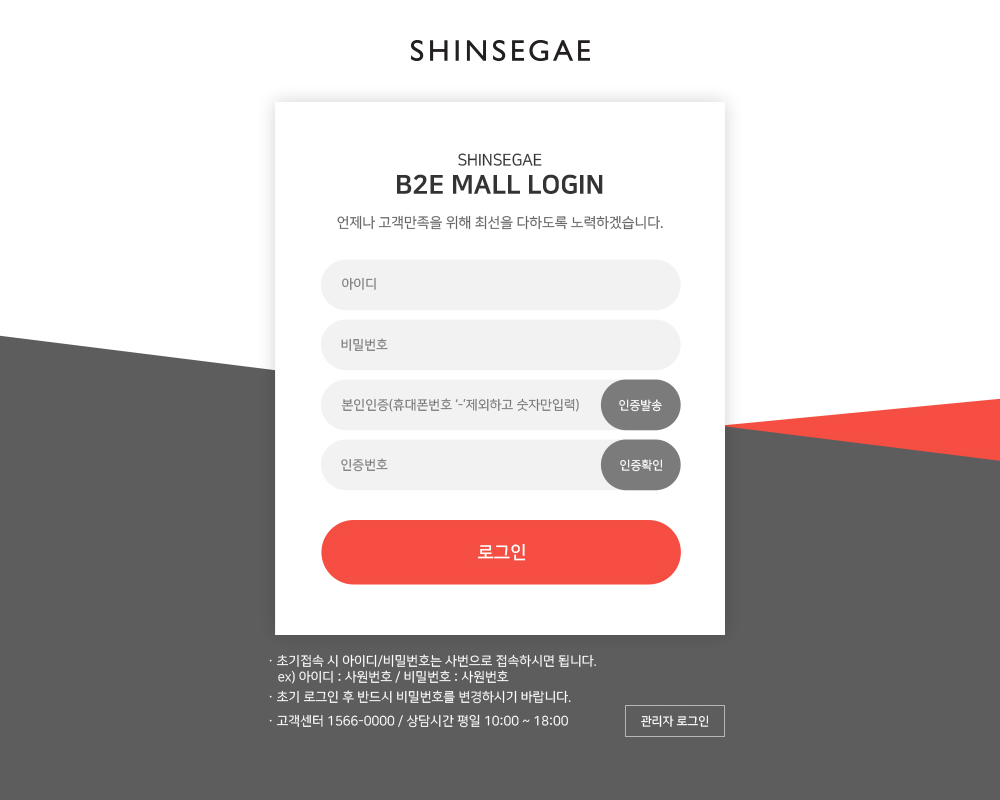 SHINSEGAE
SHINSEGAE
B2E MALL LOGIN
언제나 고객만족을 위해 최선을 다하도록 노력하겠습니다.
아이디
비밀번호
본인인증(휴대폰번호 ‘-’제외하고 숫자만입력)
인증발송
인증번호
인증확인
로그인
· 초기접속 시 아이디/비밀번호는 사번으로 접속하시면 됩니다.
ex) 아이디 : 사원번호 / 비밀번호 : 사원번호
· 초기 로그인 후 반드시 비밀번호를 변경하시기 바랍니다.
· 고객센터 1566-0000 / 상담시간 평일 10:00 ~ 18:00
관리자 로그인